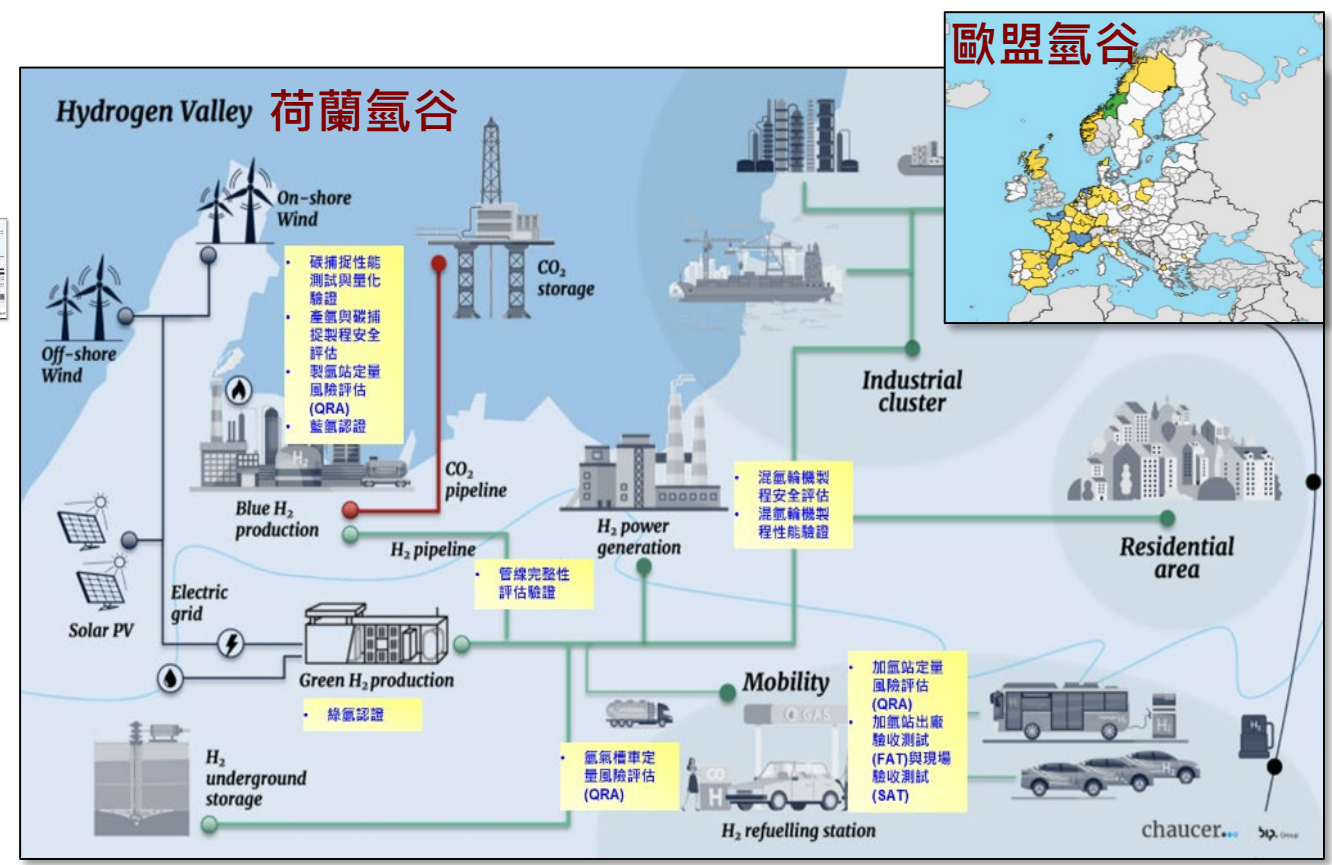 歐盟氫谷
Hydrogen Valley 荷蘭氫谷
On-shore
Wind
Off-shore
Wind
• 碳捕捉性能
測試與量化
驗證
• 產氫與碳捕
捉製程安全
評估
• 製氫站定量
風險評估
(QRA)
• 藍氫認證
CO₂
storage
Industrial
cluster
H₂
Blue H₂
production
CO₂
pipeline
H₂ pipeline
H₂ power
generation
• 混氫輪機製
程安全評估
• 混氫輪機製
程性能驗證
Residential
area
• 管線完整性
評估驗證
Solar PV
Electric
grid
Green H₂ production
• 綠氫認證
H₂
underground
storage
• 氫氣槽車定
量風險評估
(QRA)
Mobility
GAS
H
H₂ refuelling station
• 加氫站定量
風險評估
(QRA)
• 加氫站出廠
驗收測試
(FAT)與現場
驗收測試
(SAT)
H₂
chaucer...
bip. Group